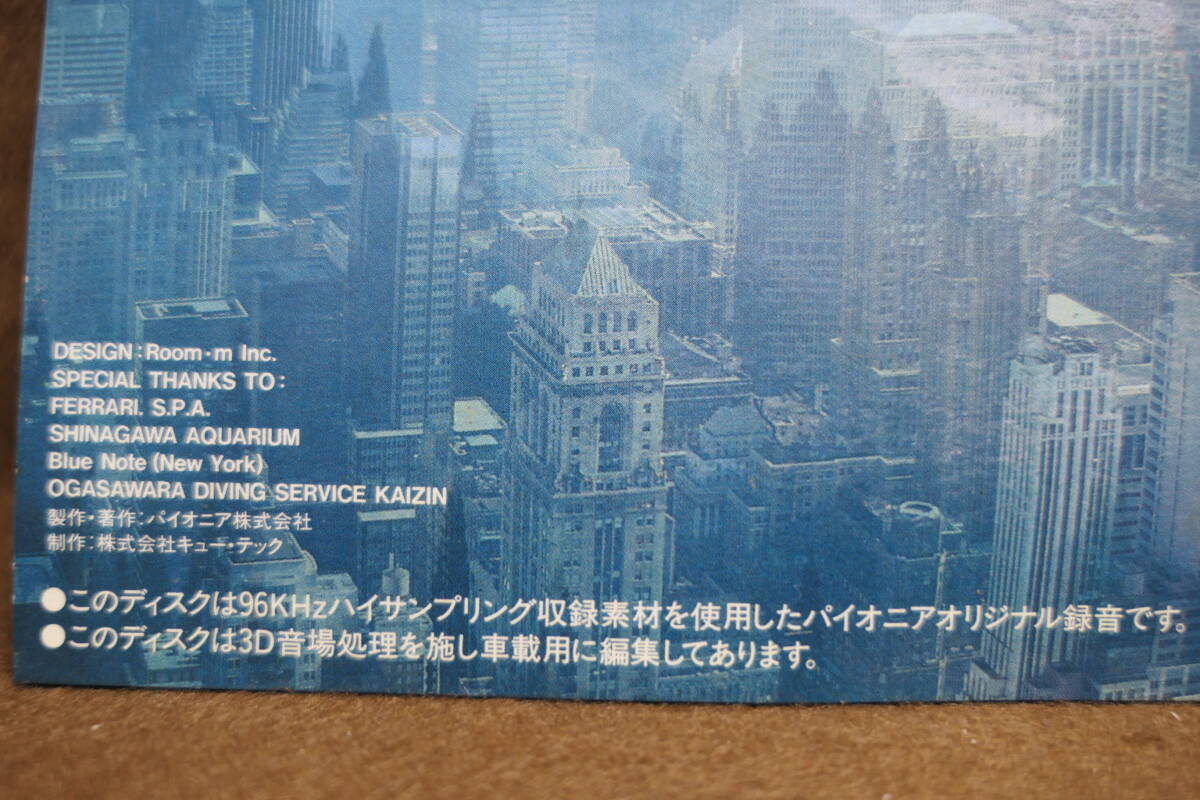 DESIGN:Room·m Inc.
SPECIAL THANKS TO:
FERRARI. S.P.A.
SHINAGAWA AQUARIUM
Blue Note (New York)
OGASAWARA DIVING SERVICE KAIZIN
製作・著作:パイオニア株式会社
制作:株式会社キュー・テック
●このディスクは96KHzハイサンプリング収録素材を使用したパイオニアオリジナル録音です。
●このディスクは3D音場処理を施し車載用に編集してあります。